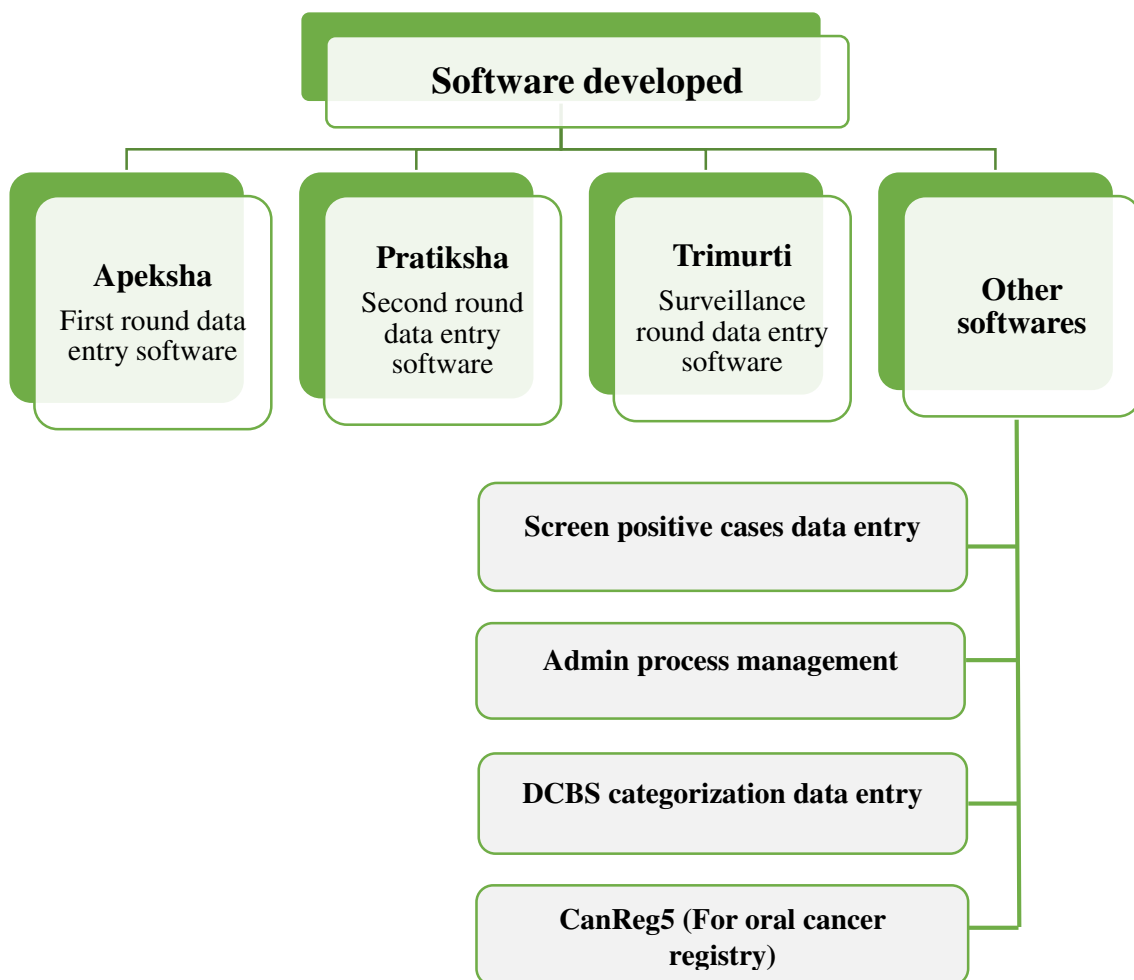 Software developed
Apeksha
First round data
entry software
Pratiksha
Second round
data entry
software
Trimurti
Surveillance
round data entry
software
Other
softwares
Screen positive cases data entry
Admin process management
DCBS categorization data entry
CanReg5 (For oral cancer
registry)